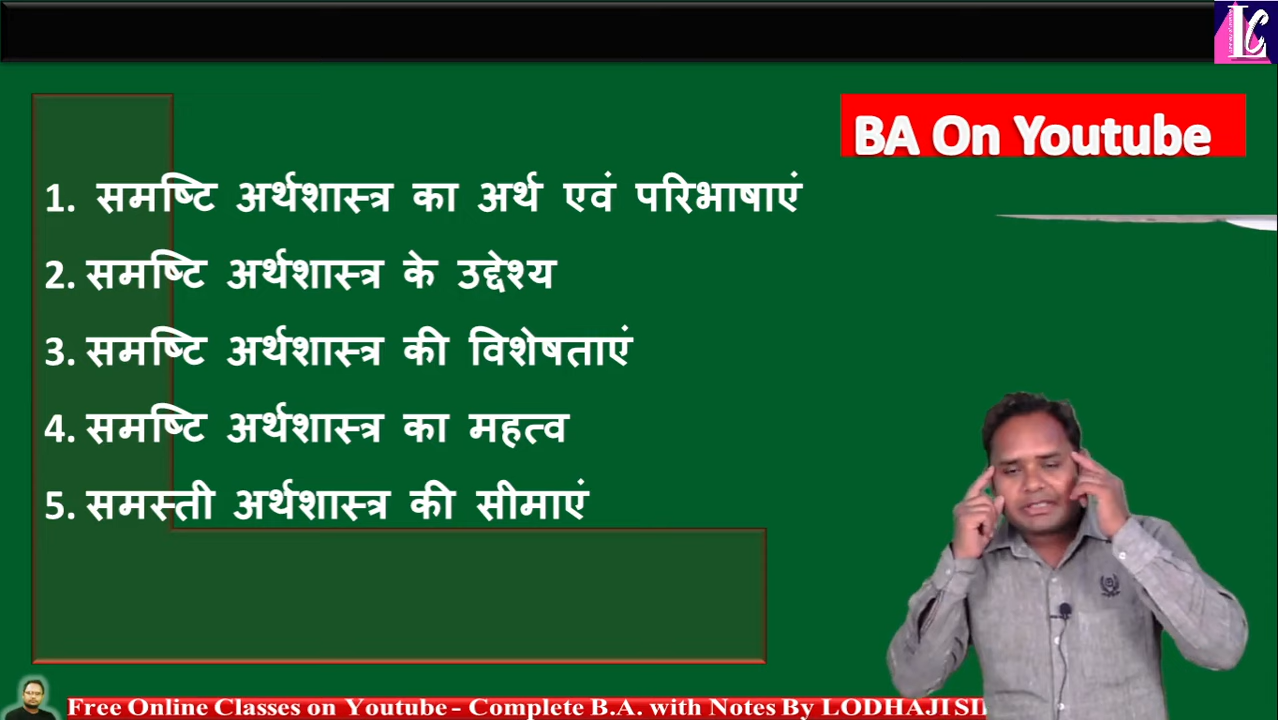 LC
BA On Youtube
1. समष्टि अर्थशास्त्र का अर्थ एवं परिभाषाएं
2. समष्टि अर्थशास्त्र के उद्देश्य
3. समष्टि अर्थशास्त्र की विशेषताएं
4. समष्टि अर्थशास्त्र का महत्व
5. समस्ती अर्थशास्त्र की सीमाएं
Free Online Classes on Youtube - Complete B.A. with Notes By LODHAJI